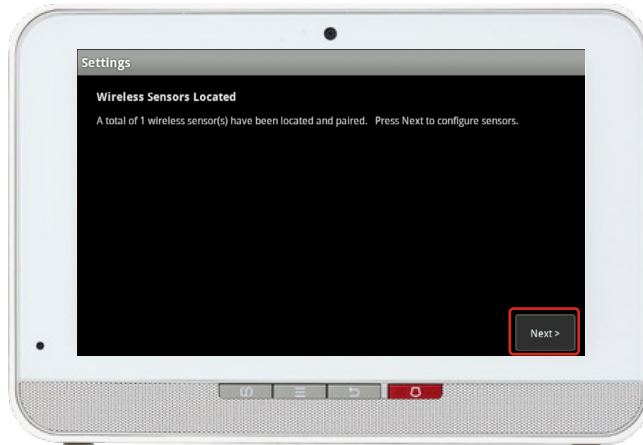 Settings
Wireless Sensors Located
A total of 1 wireless sensor(s) have been located and paired. Press Next to configure sensors.
Next >